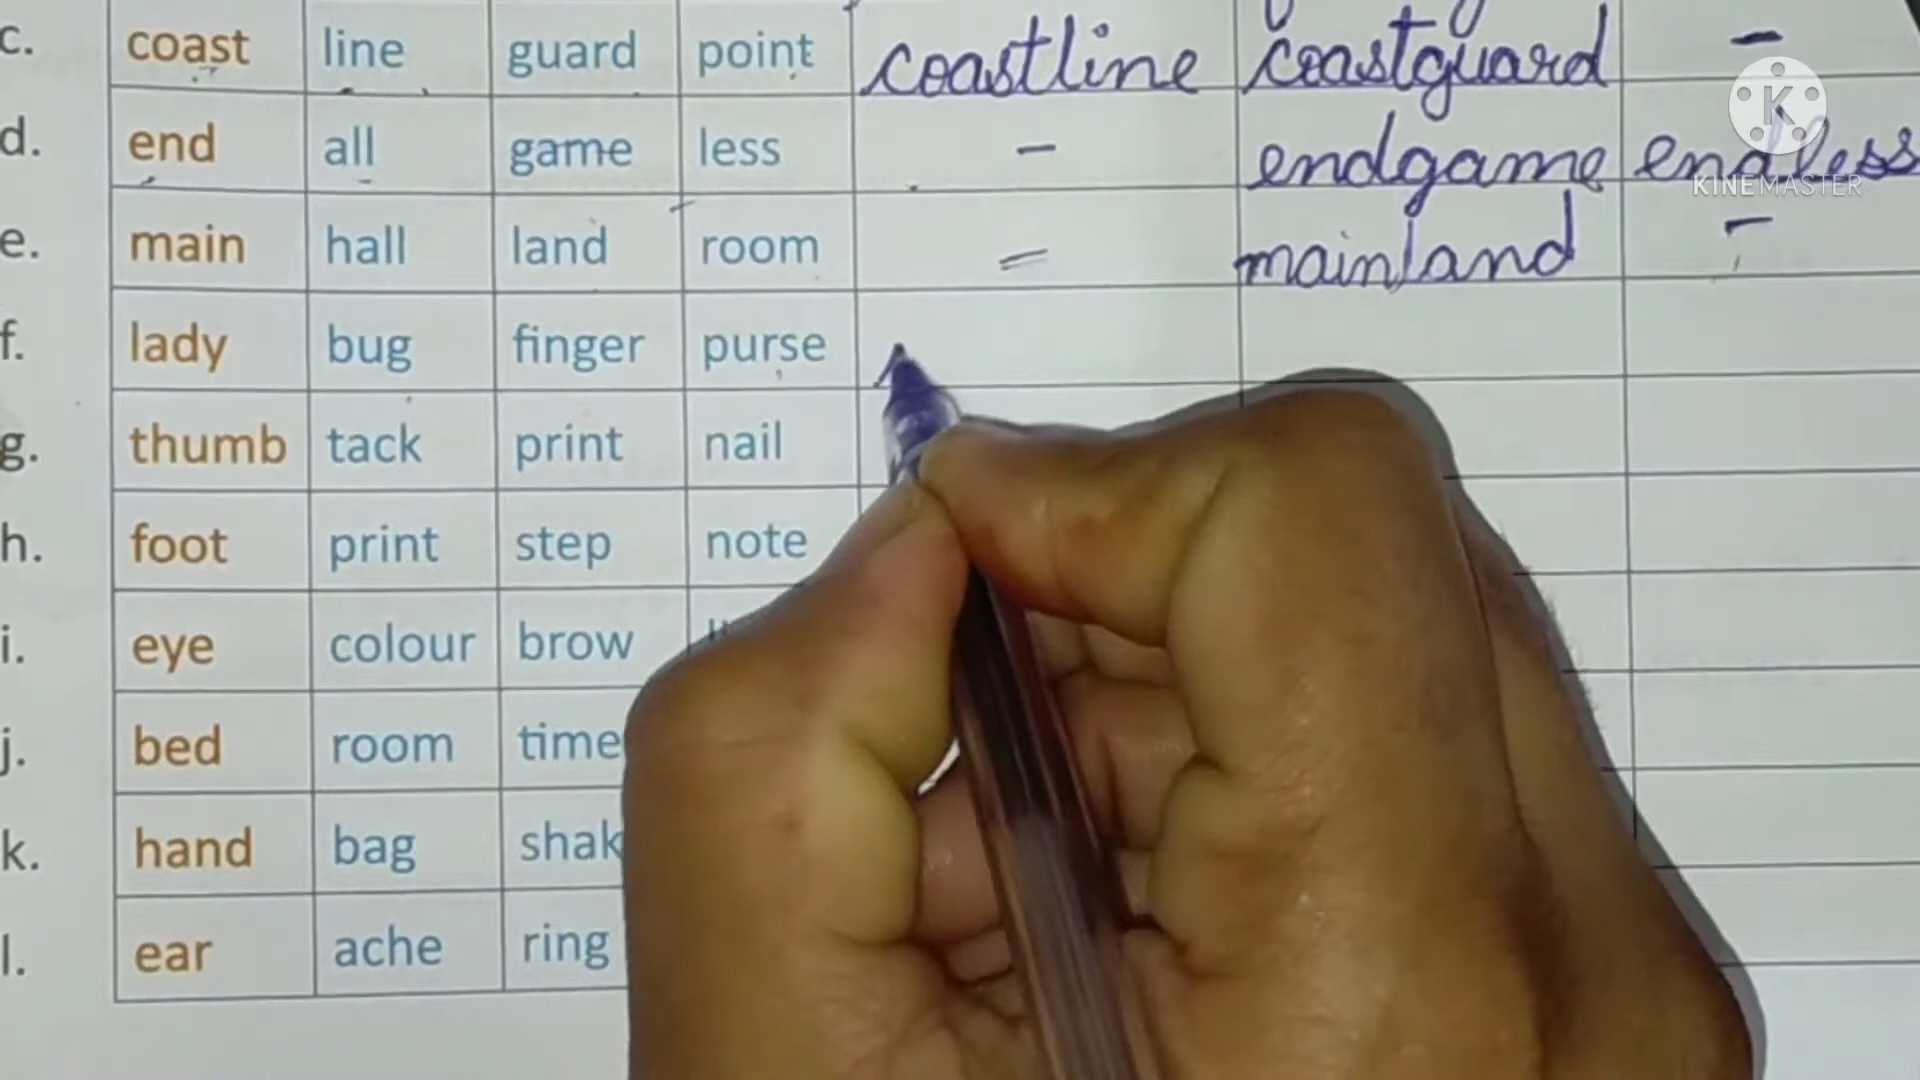 c. coast line guard point coastline coastguard -
d. end all game less - endgame endless
KINEMASTER
e. main hall land room = mainland -
f. lady bug finger purse
g. thumb tack print nail
h. foot print step note
i. eye colour brow
j. bed room time
k. hand bag shak
l. ear ache ring